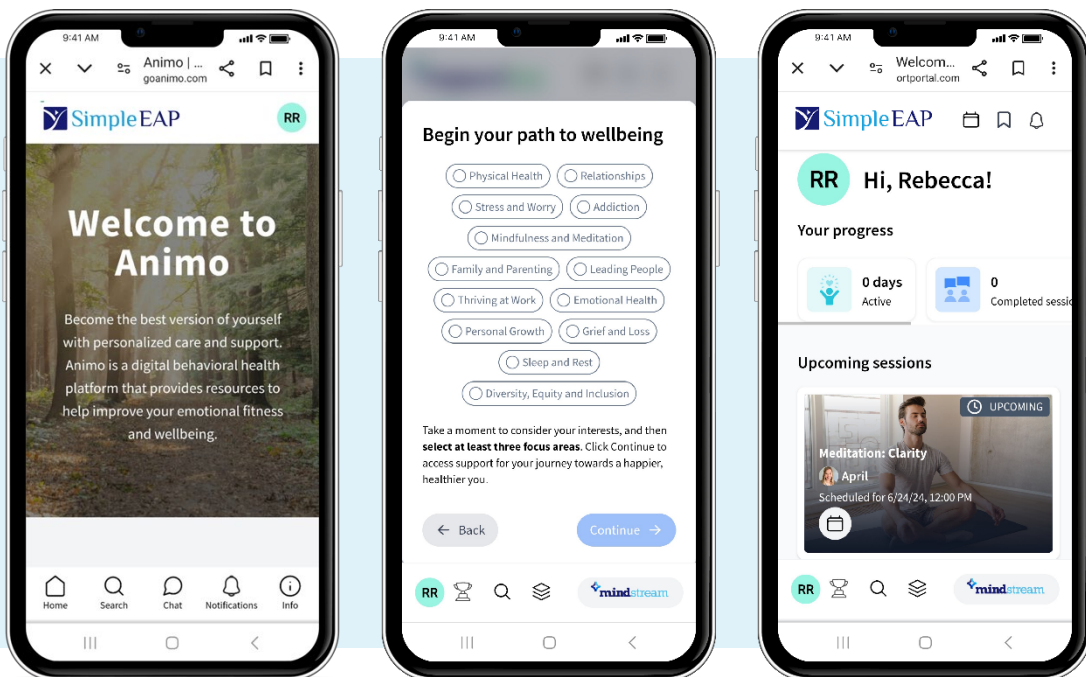 9:41 AM
Animo | ...
goanimo.com
SimpleEAP
RR
Welcome to
Animo
Become the best version of yourself
with personalized care and support.
Animo is a digital behavioral health
platform that provides resources to
help improve your emotional fitness
and wellbeing.
Home
Search
Chat
Notifications
Info
9:41 AM
Begin your path to wellbeing
Physical Health
Relationships
Stress and Worry
Addiction
Mindfulness and Meditation
Family and Parenting
Leading People
Thriving at Work
Emotional Health
Personal Growth
Grief and Loss
Sleep and Rest
Diversity, Equity and Inclusion
Take a moment to consider your interests, and then
select at least three focus areas. Click Continue to
access support for your journey towards a happier,
healthier you.
← Back
Continue →
RR
mindstream
9:41 AM
Welcom...
ortportal.com
SimpleEAP
RR
Hi, Rebecca!
Your progress
0 days
Active
0
Completed sessio
Upcoming sessions
UPCOMING
Meditation: Clarity
April
Scheduled for 6/24/24, 12:00 PM
RR
mindstream